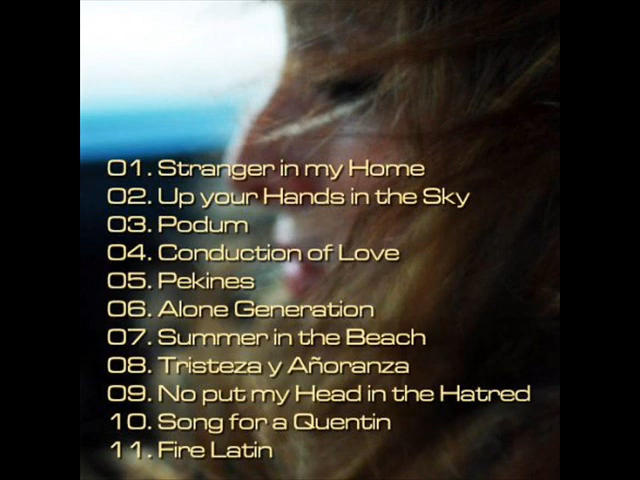 01. Stranger in my Home
02. Up your Hands in the Sky
03. Podum
04. Conduction of Love
05. Pekines
06. Alone Generation
07. Summer in the Beach
08. Tristeza y Añoranza
09. No put my Head in the Hatred
10. Song for a Quentin
11. Fire Latin